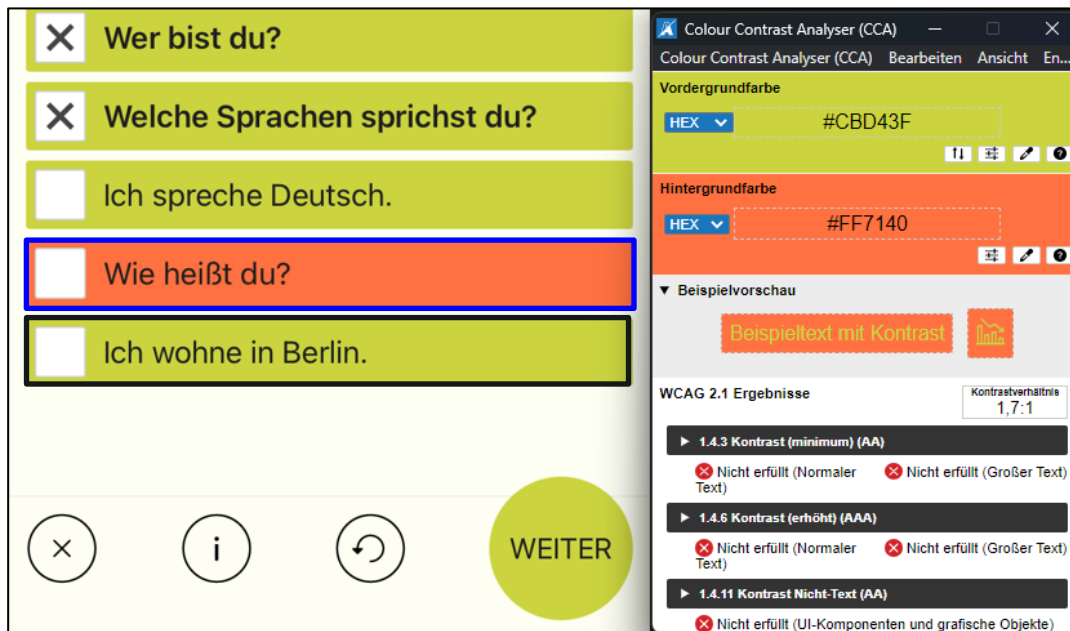 Wer bist du?
Welche Sprachen sprichst du?
Ich spreche Deutsch.
Wie heißt du?
Ich wohne in Berlin.
i
WEITER
Colour Contrast Analyser (CCA)
Colour Contrast Analyser (CCA) Bearbeiten Ansicht En...
Vordergrundfarbe
HEX #CBD43F
Hintergrundfarbe
HEX #FF7140
Beispielvorschau
Beispieltext mit Kontrast
WCAG 2.1 Ergebnisse
Kontrastverhältnis
1,7:1
1.4.3 Kontrast (minimum) (AA)
Nicht erfüllt (Normaler Text)
Nicht erfüllt (Großer Text)
1.4.6 Kontrast (erhöht) (AAA)
Nicht erfüllt (Normaler Text)
Nicht erfüllt (Großer Text)
1.4.11 Kontrast Nicht-Text (AA)
Nicht erfüllt (UI-Komponenten und grafische Objekte)